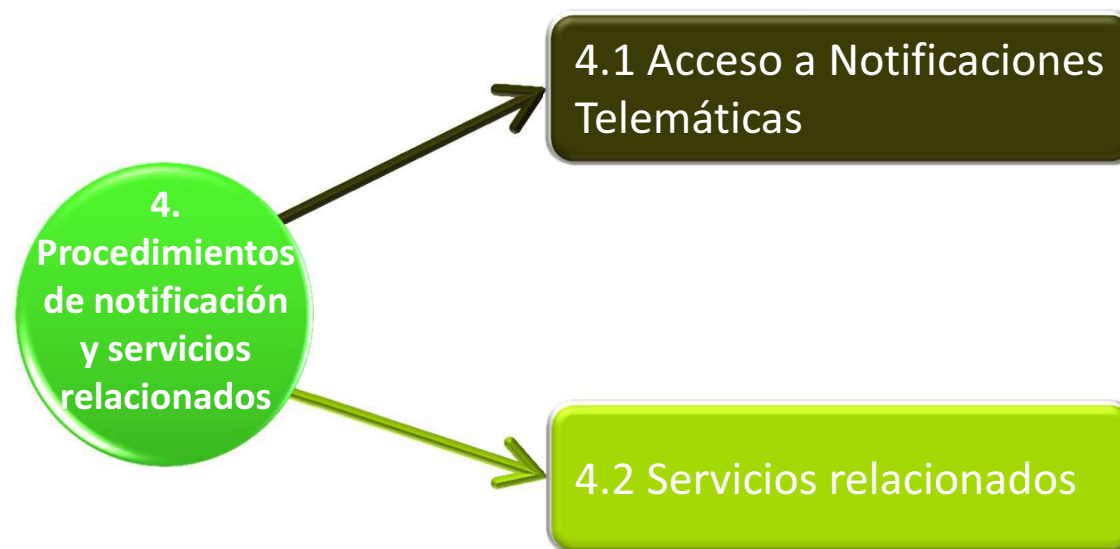 4.1 Acceso a Notificaciones
Telemáticas
4.
Procedimientos
de notificación
y servicios
relacionados
4.2 Servicios relacionados